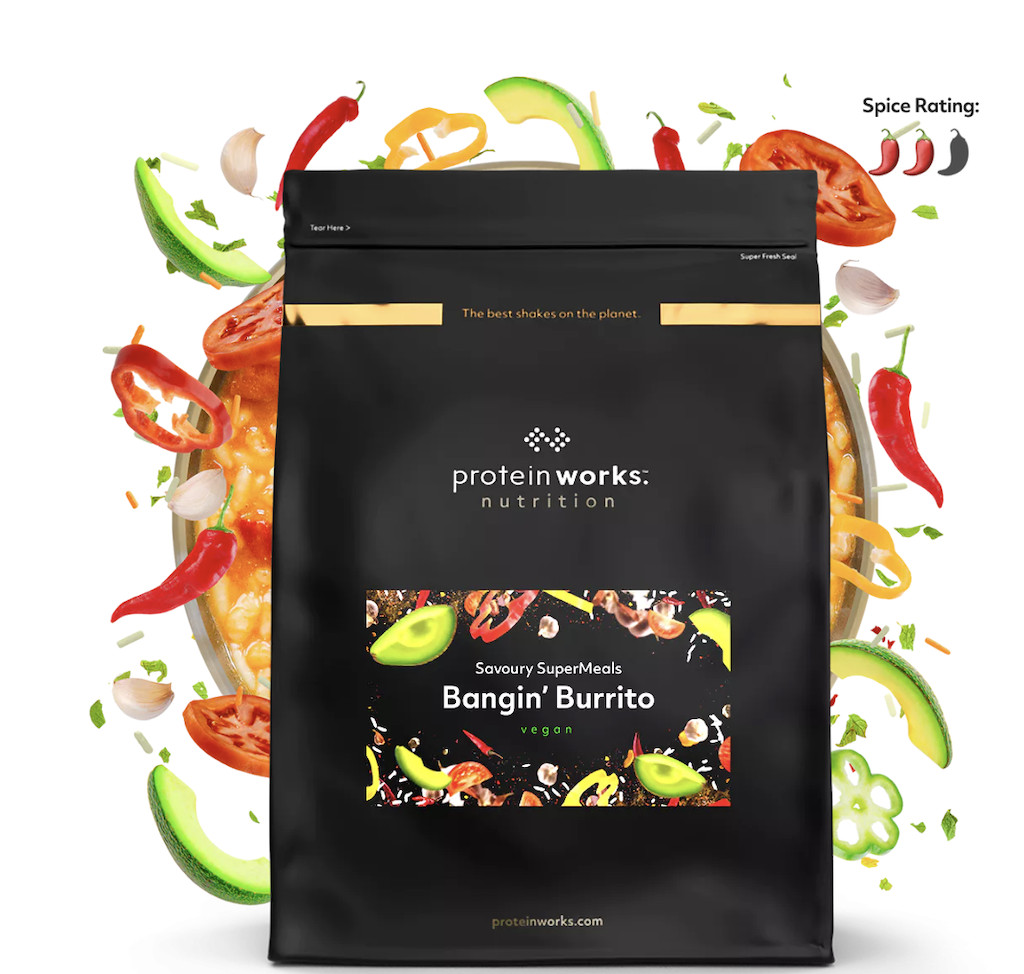 Spice Rating:
Tear Here >
Super Fresh Seal
The best shakes on the planet.
protein works.™
nutrition
Savoury SuperMeals
Bangin' Burrito
vegan
proteinworks.com